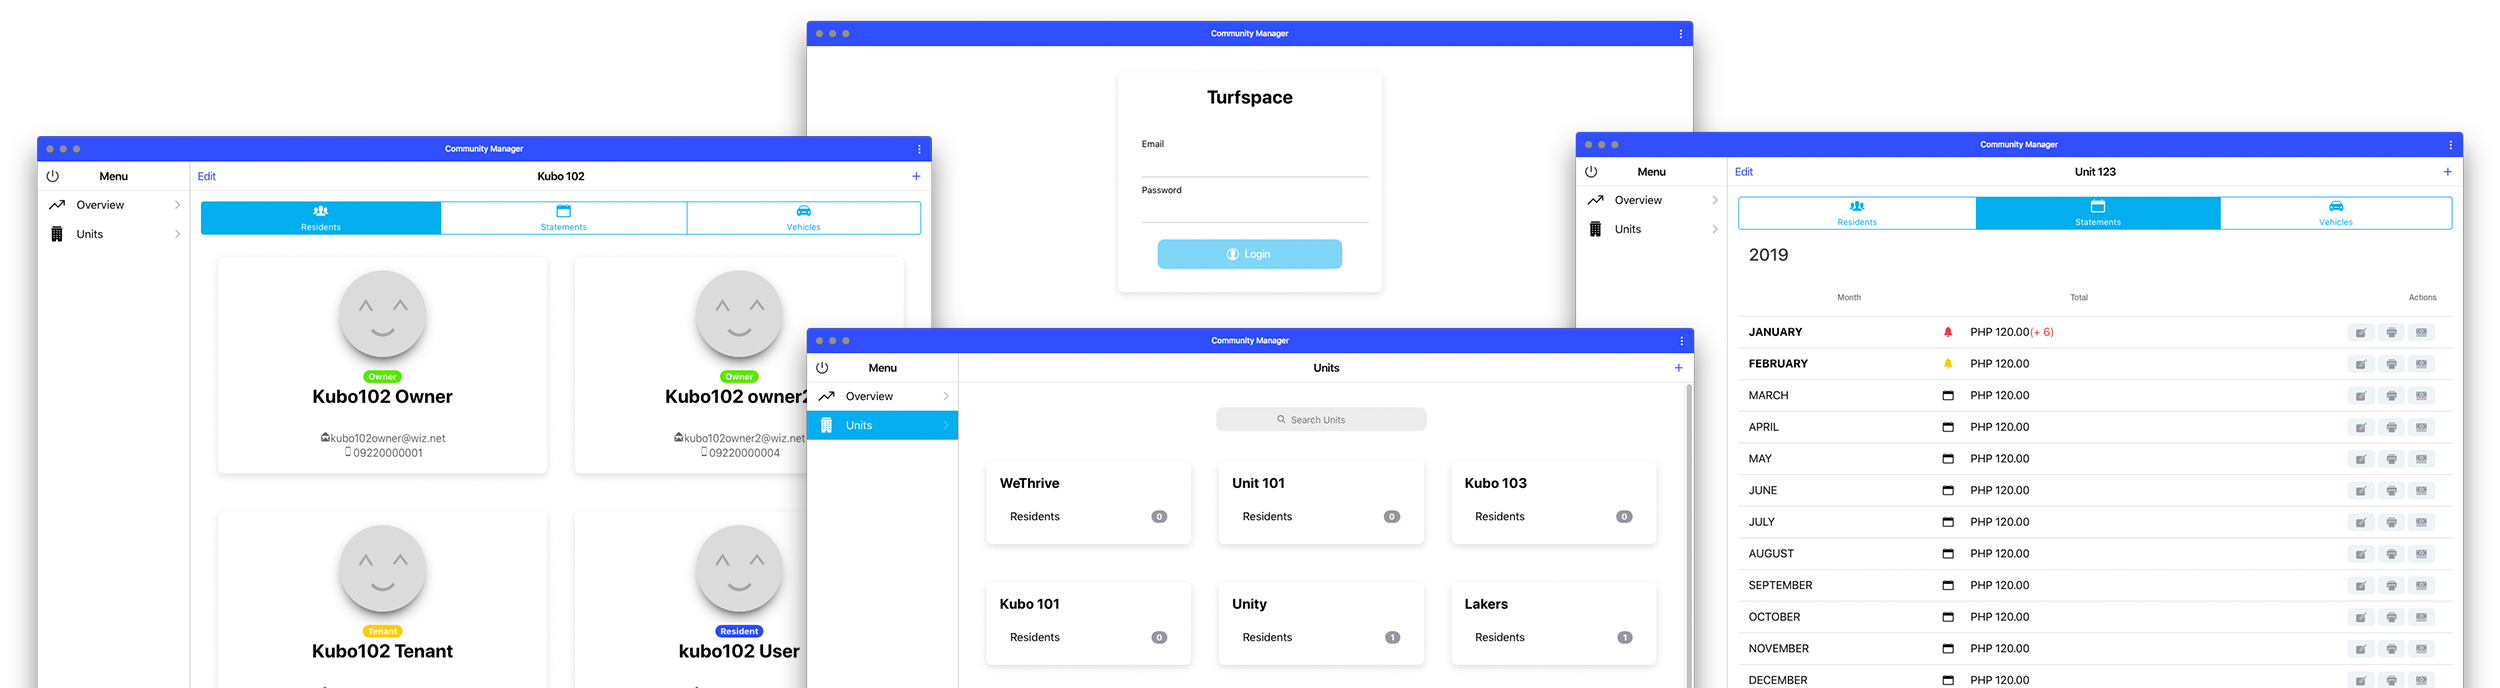 Community Manager
Turfspace
Email
Password
Login
Community Manager
Menu
Edit
Kubo 102
+
Overview
Units
Residents
Statements
Vehicles
Owner
Kubo102 Owner
kubo102owner@wiz.net
09220000001
Owner
Kubo102 owner2
kubo102owner2@wiz.net
09220000004
Tenant
Kubo102 Tenant
Resident
kubo102 User
Community Manager
Menu
Units
+
Overview
Units
Search Units
WeThrive
Residents 0
Unit 101
Residents 0
Kubo 103
Residents 0
Kubo 101
Residents 0
Unity
Residents 1
Lakers
Residents 1
Community Manager
Menu
Edit
Unit 123
+
Overview
Units
Residents
Statements
Vehicles
2019
Month Total Actions
JANUARY PHP 120.00(+ 6)
FEBRUARY PHP 120.00
MARCH PHP 120.00
APRIL PHP 120.00
MAY PHP 120.00
JUNE PHP 120.00
JULY PHP 120.00
AUGUST PHP 120.00
SEPTEMBER PHP 120.00
OCTOBER PHP 120.00
NOVEMBER PHP 120.00
DECEMBER PHP 120.00